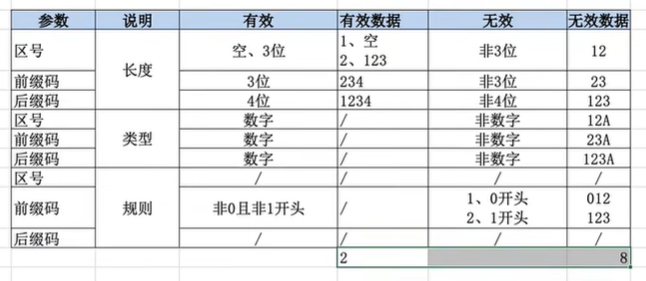 参数 说明 有效 有效数据 无效 无效数据
区号 长度 空、3位 1、空 2、123 非3位 12
前缀码 3位 234 非3位 23
后缀码 4位 1234 非4位 123
区号 类型 数字 / 非数字 12A
前缀码 数字 / 非数字 23A
后缀码 数字 / 非数字 123A
区号 规则 / / / /
前缀码 非0且非1开头 / 1、0开头 2、1开头 012 123
后缀码 / / / /
2 8